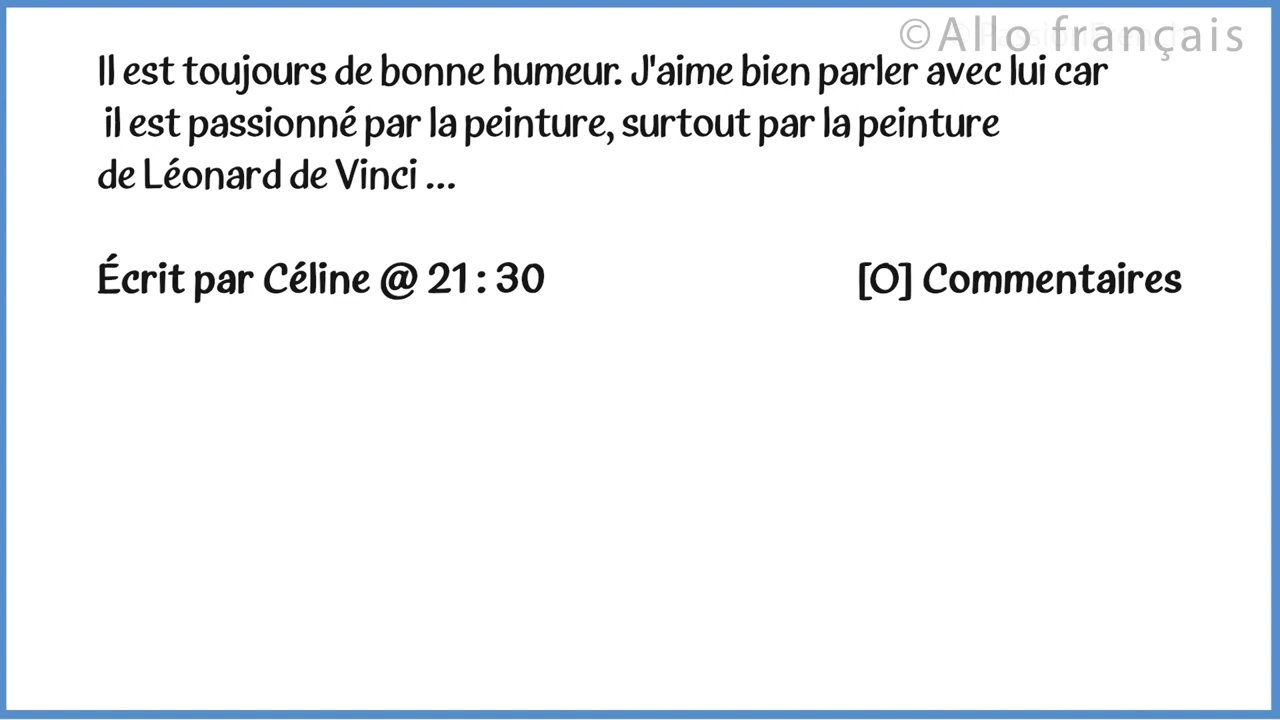 ©Allo français
Il est toujours de bonne humeur. J'aime bien parler avec lui car
il est passionné par la peinture, surtout par la peinture
de Léonard de Vinci ...
Écrit par Céline @ 21 : 30 [0] Commentaires